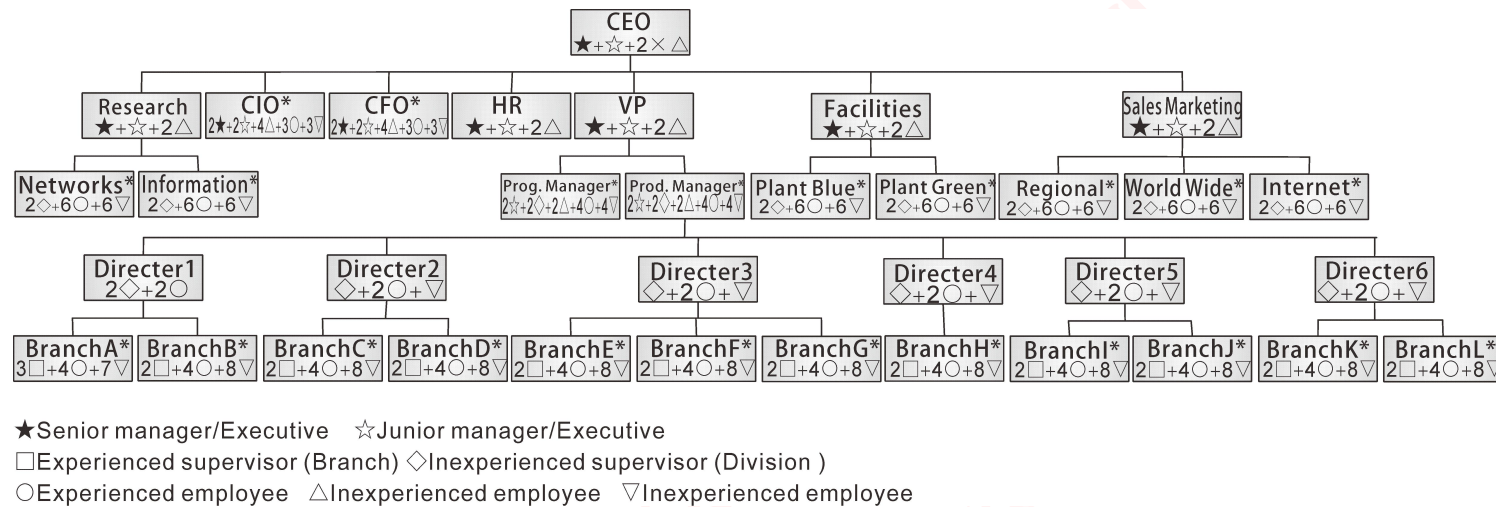 CEO
★+☆+2×△
Research
★+☆+2△
CIO*
2★+2☆+4△+3○+3▽
CFO*
2★+2☆+4△+3○+3▽
HR
★+☆+2△
VP
★+☆+2△
Facilities
★+☆+2△
Sales Marketing
★+☆+2△
Networks*
2◇+6○+6▽
Information*
2◇+6○+6▽
Prog. Manager*
2☆+2◇+2△+4○+4▽
Prod. Manager*
2☆+2◇+2△+4○+4▽
Plant Blue*
2◇+6○+6▽
Plant Green*
2◇+6○+6▽
Regional*
2◇+6○+6▽
World Wide*
2◇+6○+6▽
Internet*
2◇+6○+6▽
Directer1
2◇+2○
Directer2
◇+2○+▽
Directer3
◇+2○+▽
Directer4
◇+2○+▽
Directer5
◇+2○+▽
Directer6
◇+2○+▽
BranchA*
3□+4○+7▽
BranchB*
2□+4○+8▽
BranchC*
2□+4○+8▽
BranchD*
2□+4○+8▽
BranchE*
2□+4○+8▽
BranchF*
2□+4○+8▽
BranchG*
2□+4○+8▽
BranchH*
2□+4○+8▽
BranchI*
2□+4○+8▽
BranchJ*
2□+4○+8▽
BranchK*
2□+4○+8▽
BranchL*
2□+4○+8▽
★Senior manager/Executive ☆Junior manager/Executive
□Experienced supervisor (Branch) ◇Inexperienced supervisor (Division )
○Experienced employee △Inexperienced employee ▽Inexperienced employee